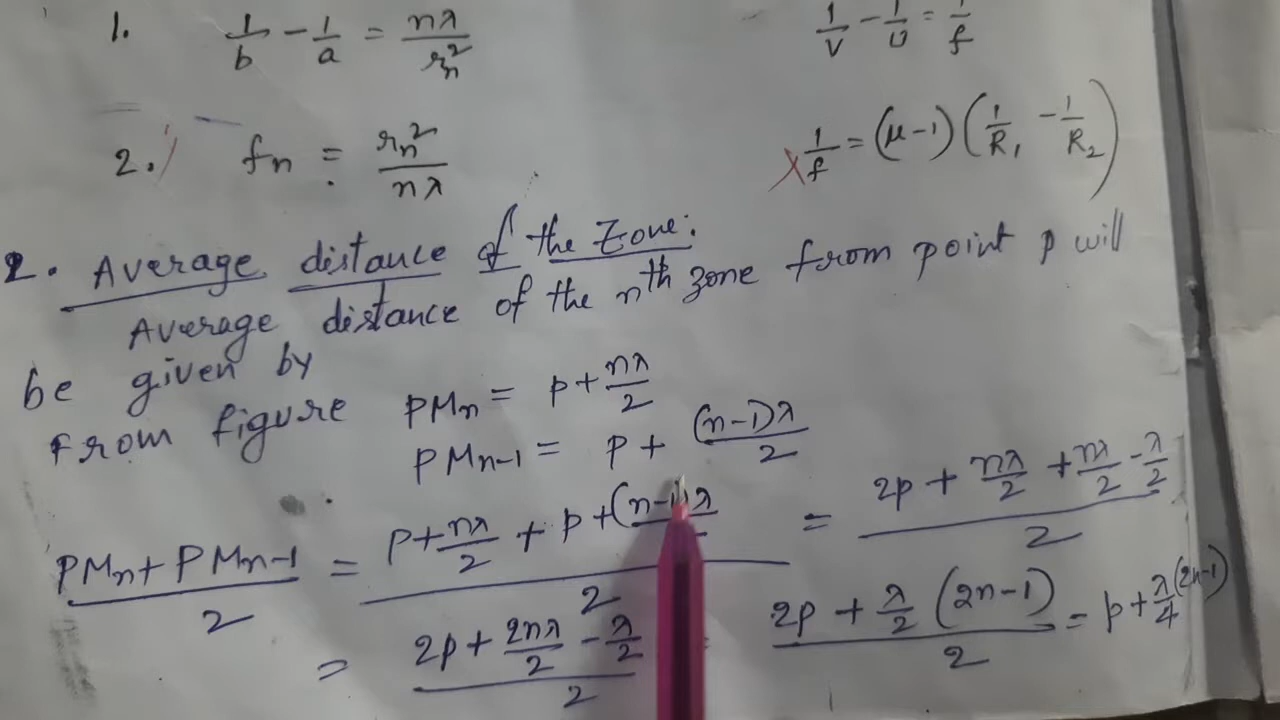 1. 1/b - 1/a = nλ/rn²
1/v - 1/u = 1/f
2. fn = rn²/nλ
1/f = (μ-1)(1/R1 - 1/R2)
2. Average distance of the Zone:
Average distance of the nth zone from point p will
be given by
From figure PMn = p + nλ/2
PMn-1 = p + (n-1)λ/2
(PMn + PMn-1)/2 = (p + nλ/2 + p + (n-1)λ/)/2 = (2p + nλ/2 + nλ/2 - λ/2)/2
= (2p + 2nλ/2 - λ/2)/2 = (2p + λ/2 (2n-1))/2 = p + λ/4 (2n-1)